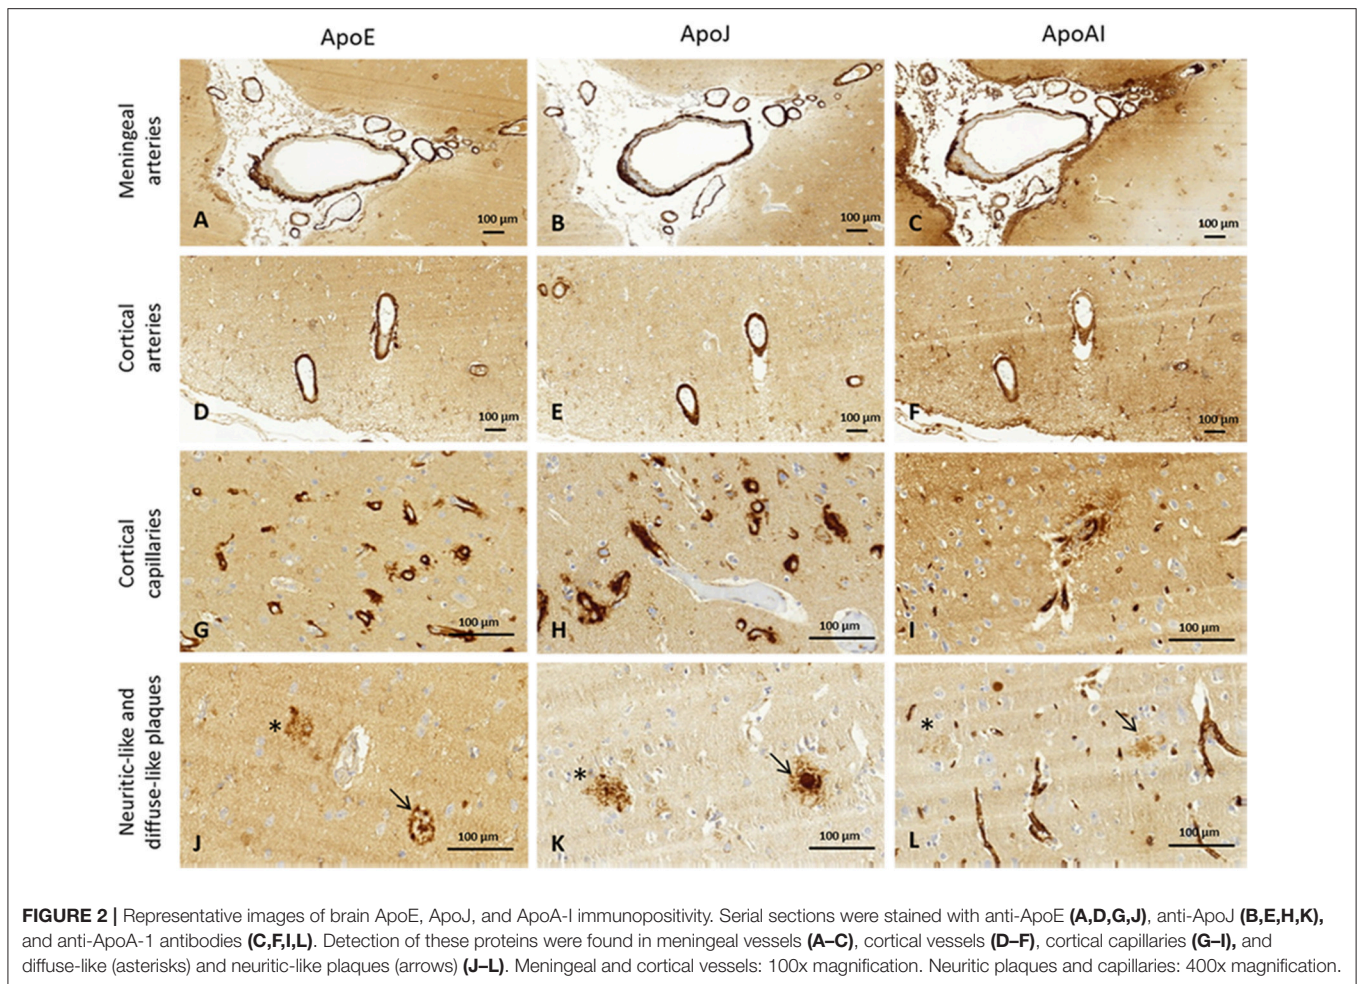 ApoE ApoJ ApoAI
Meningeal
arteries
A 100 µm
B 100 µm
C 100 µm
Cortical
arteries
D 100 µm
E 100 µm
F 100 µm
Cortical
capillaries
G 100 µm
H 100 µm
I 100 µm
Neuritic-like and
diffuse-like plaques
* J 100 µm
* K 100 µm
* L 100 µm
FIGURE 2 | Representative images of brain ApoE, ApoJ, and ApoA-I immunopositivity. Serial sections were stained with anti-ApoE (A,D,G,J), anti-ApoJ (B,E,H,K),
and anti-ApoA-1 antibodies (C,F,I,L). Detection of these proteins were found in meningeal vessels (A–C), cortical vessels (D–F), cortical capillaries (G–I), and
diffuse-like (asterisks) and neuritic-like plaques (arrows) (J–L). Meningeal and cortical vessels: 100x magnification. Neuritic plaques and capillaries: 400x magnification.